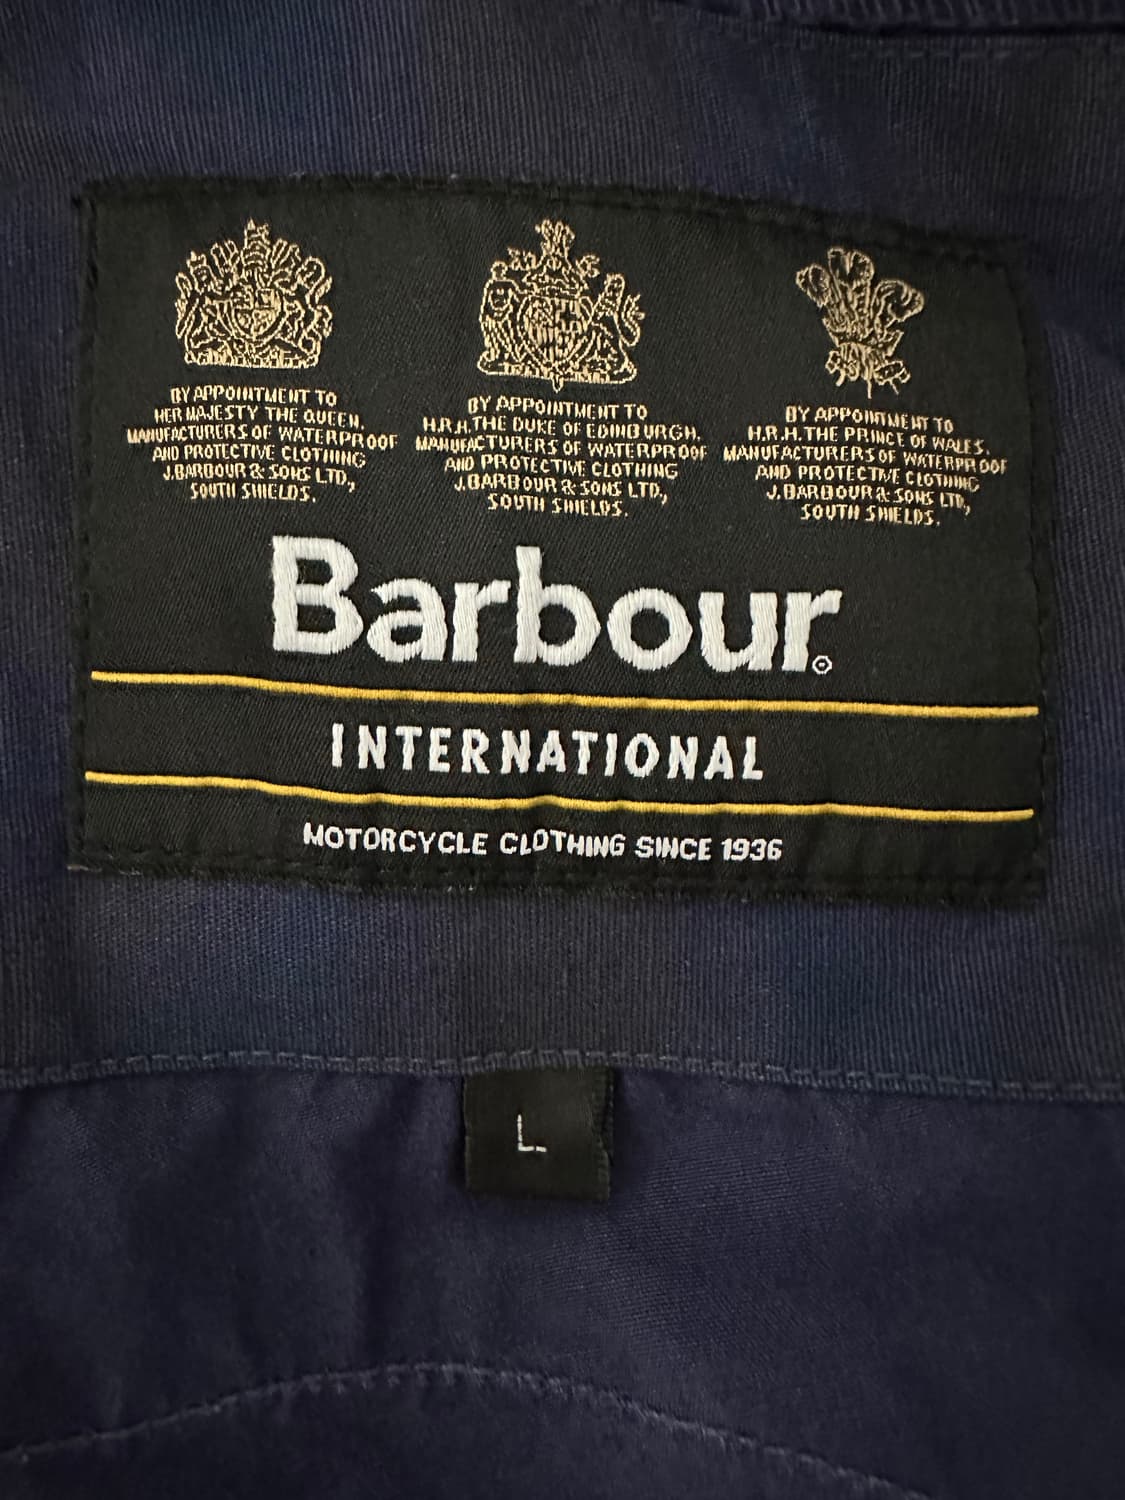 BY APPOINTMENT TO
HER MAJESTY THE QUEEN.
MANUFACTURERS OF WATERPROOF
AND PROTECTIVE CLOTHING
J.BARBOUR & SONS LTD,
SOUTH SHIELDS.
BY APPOINTMENT TO
H.R.H.THE DUKE OF EDINBURGH.
MANUFACTURERS OF WATERPROOF
AND PROTECTIVE CLOTHING
J.BARBOUR & SONS LTD,
SOUTH SHIELDS.
BY APPOINTMENT TO
H.R.H.THE PRINCE OF WALES.
MANUFACTURERS OF WATERPROOF
AND PROTECTIVE CLOTHING
J.BARBOUR & SONS LTD,
SOUTH SHIELDS.
Barbour®
INTERNATIONAL
MOTORCYCLE CLOTHING SINCE 1936
L